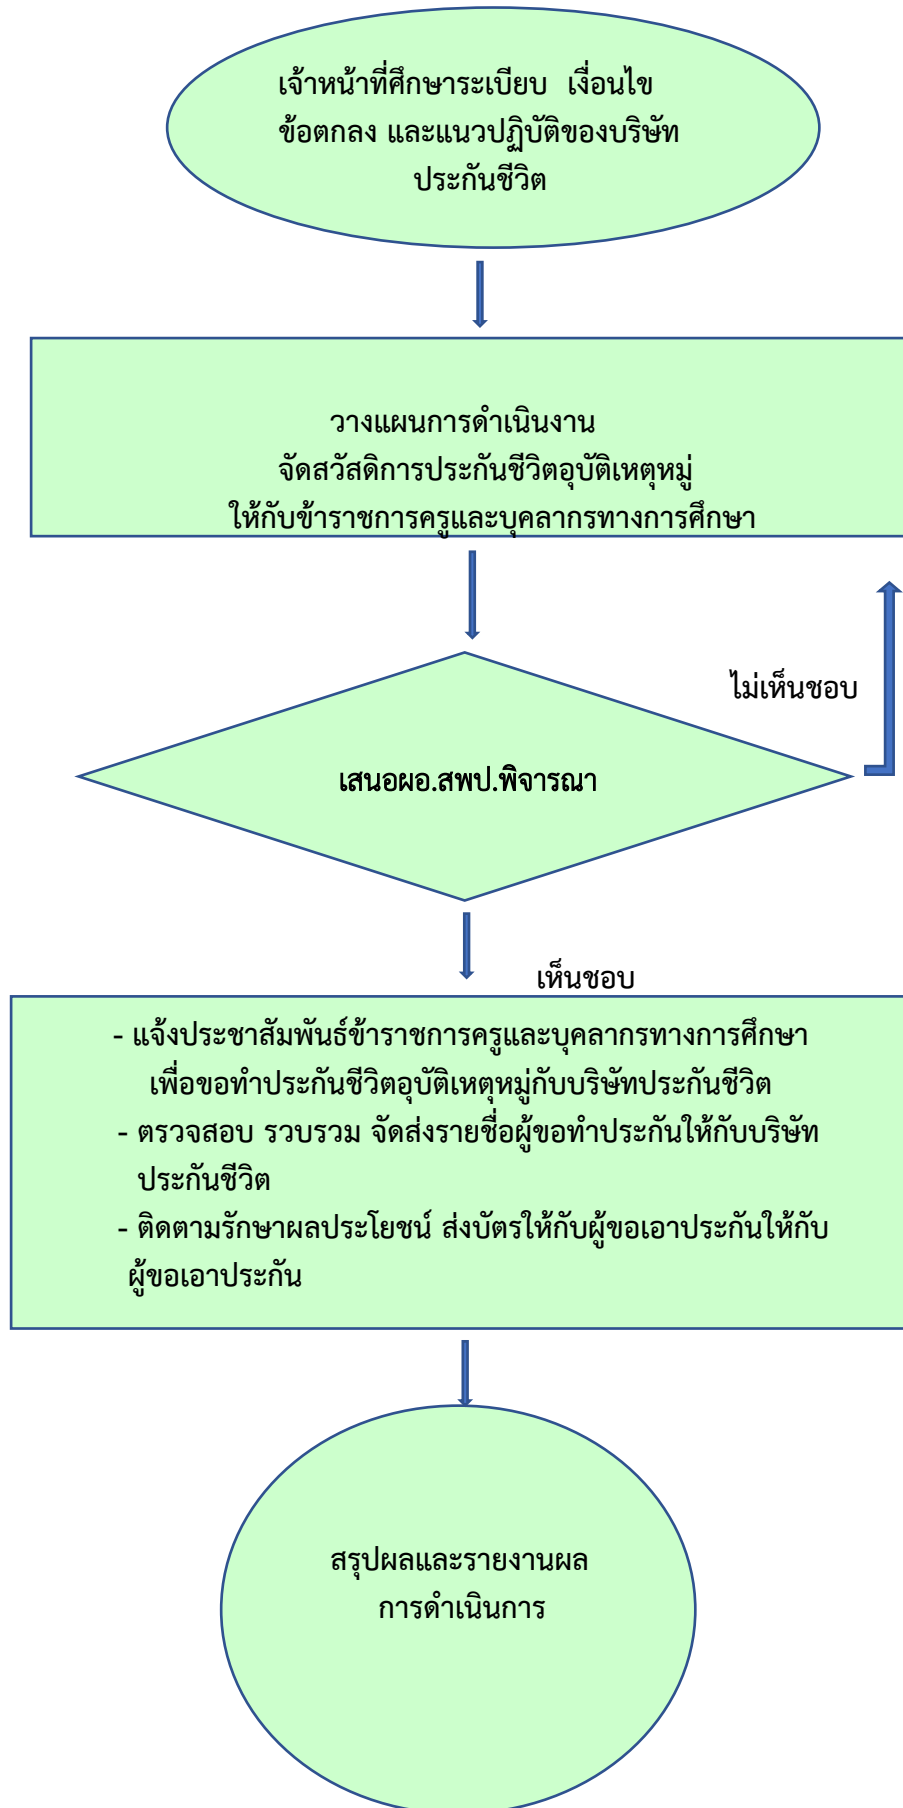 เจ้าหน้าที่ศึกษาระเบียบ เงื่อนไข
ข้อตกลง และแนวปฏิบัติของบริษัท
ประกันชีวิต
วางแผนการดำเนินงาน
จัดสวัสดิการประกันชีวิตอุบัติเหตุหมู่
ให้กับข้าราชการครูและบุคลากรทางการศึกษา
ไม่เห็นชอบ
เสนอผอ.สพป.พิจารณา
เห็นชอบ
- แจ้งประชาสัมพันธ์ข้าราชการครูและบุคลากรทางการศึกษา
เพื่อขอทำประกันชีวิตอุบัติเหตุหมู่กับบริษัทประกันชีวิต
- ตรวจสอบ รวบรวม จัดส่งรายชื่อผู้ขอทำประกันให้กับบริษัท
ประกันชีวิต
- ติดตามรักษาผลประโยชน์ ส่งบัตรให้กับผู้ขอเอาประกันให้กับ
ผู้ขอเอาประกัน
สรุปผลและรายงานผล
การดำเนินการ